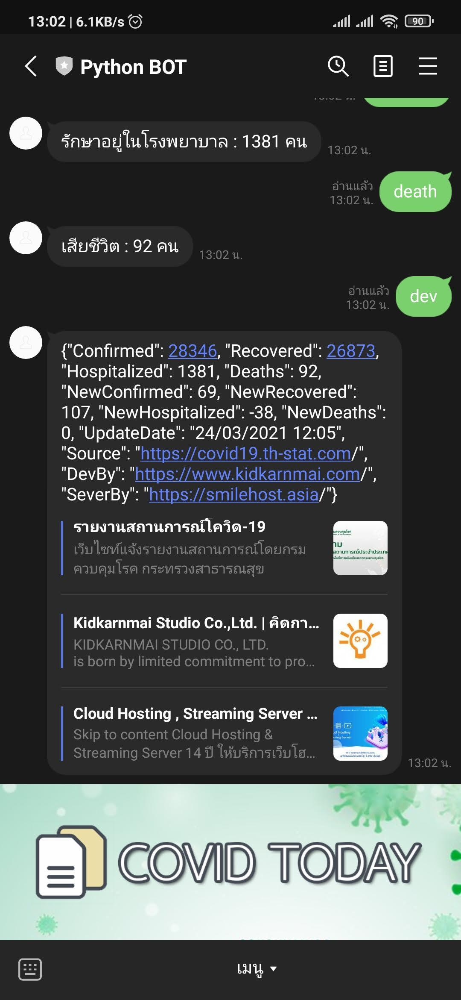 13:02 | 6.1KB/s
90
Python BOT
รักษาอยู่ในโรงพยาบาล : 1381 คน
13:02 น.
อ่านแล้ว
13:02 น.
death
เสียชีวิต : 92 คน
13:02 น.
อ่านแล้ว
13:02 น.
dev
{"Confirmed": 28346, "Recovered": 26873,
"Hospitalized": 1381, "Deaths": 92,
"NewConfirmed": 69, "NewRecovered":
107, "NewHospitalized": -38, "NewDeaths":
0, "UpdateDate": "24/03/2021 12:05",
"Source": "https://covid19.th-stat.com/",
"DevBy": "https://www.kidkarnmai.com/",
"SeverBy": "https://smilehost.asia/"}
รายงานสถานการณ์โควิด-19
เว็บไซท์แจ้งรายงานสถานการณ์โดยกรม
ควบคุมโรค กระทรวงสาธารณสุข
Kidkarnmai Studio Co.,Ltd. | คิดกา...
KIDKARNMAI STUDIO CO., LTD.
is born by limited commitment to pro...
Cloud Hosting , Streaming Server ...
Skip to content Cloud Hosting &
Streaming Server 14 ปี ให้บริการเว็บโฮ...
13:02 น.
COVID TODAY
เมนู